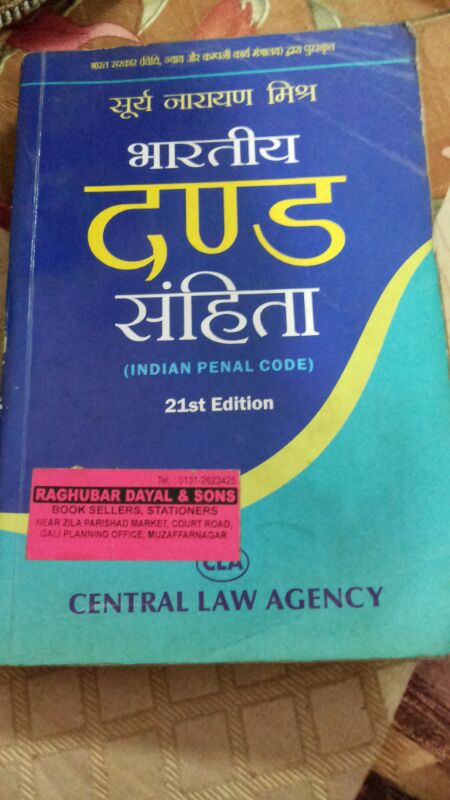 भारत सरकार (विधि, न्याय और कम्पनी कार्य मंत्रालय) द्वारा पुरस्कृत
सूर्य नारायण मिश्र
भारतीय
दण्ड
संहिता
(INDIAN PENAL CODE)
21st Edition
Tel. : 0131-2623425
RAGHUBAR DAYAL & SONS
BOOK SELLERS, STATIONERS
NEAR ZILA PARISHAD MARKET, COURT ROAD,
GALI PLANNING OFFICE, MUZAFFARNAGAR
CLA
CENTRAL LAW AGENCY